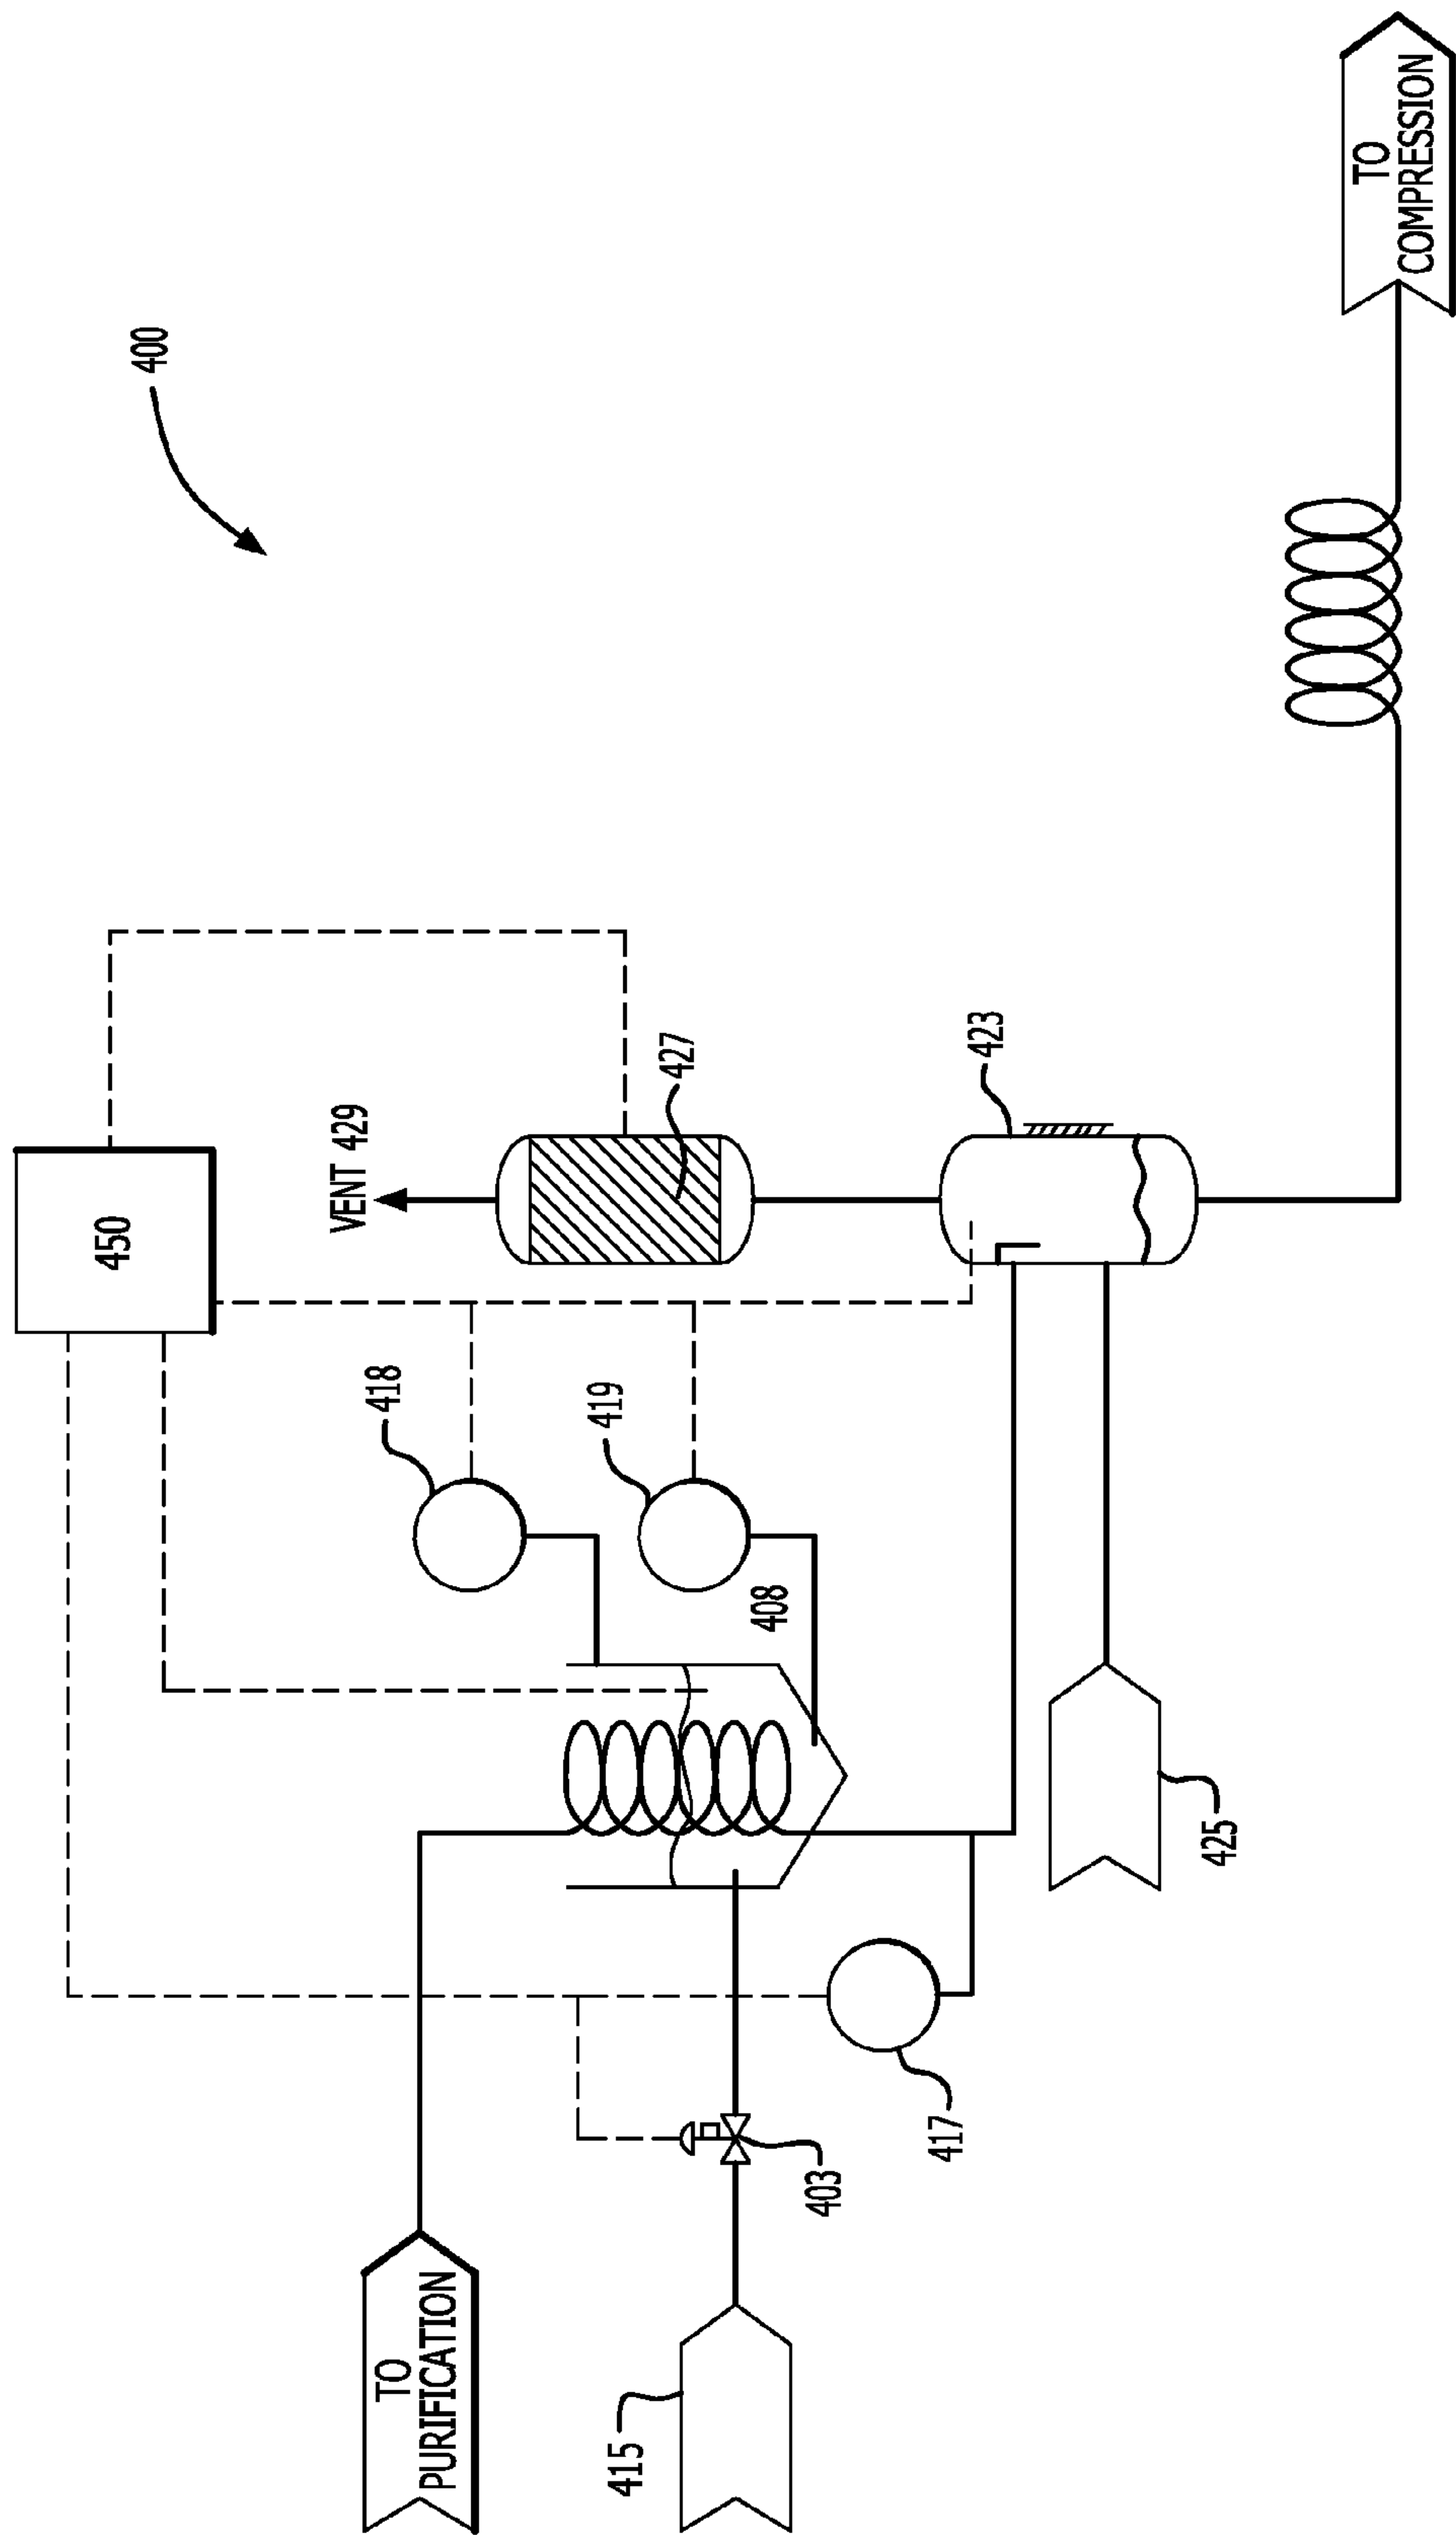 400
450
VENT 429
427
423
418
419
408
417
403
415
425
TO
PURIFICATION
TO
COMPRESSION